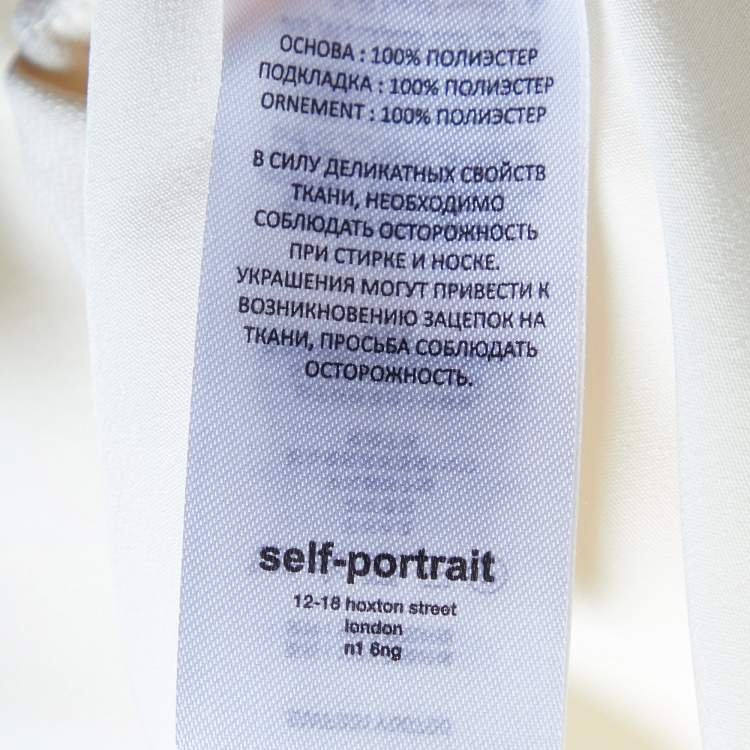 ОСНОВА : 100% ПОЛИЭСТЕР
ПОДКЛАДКА : 100% ПОЛИЭСТЕР
ORNEMENT : 100% ПОЛИЭСТЕР
В СИЛУ ДЕЛИКАТНЫХ СВОЙСТВ
ТКАНИ, НЕОБХОДИМО
СОБЛЮДАТЬ ОСТОРОЖНОСТЬ
ПРИ СТИРКЕ И НОСКЕ.
УКРАШЕНИЯ МОГУТ ПРИВЕСТИ К
ВОЗНИКНОВЕНИЮ ЗАЦЕПОК НА
ТКАНИ, ПРОСЬБА СОБЛЮДАТЬ
ОСТОРОЖНОСТЬ.
self-portrait
12-18 hoxton street
london
n1 6ng